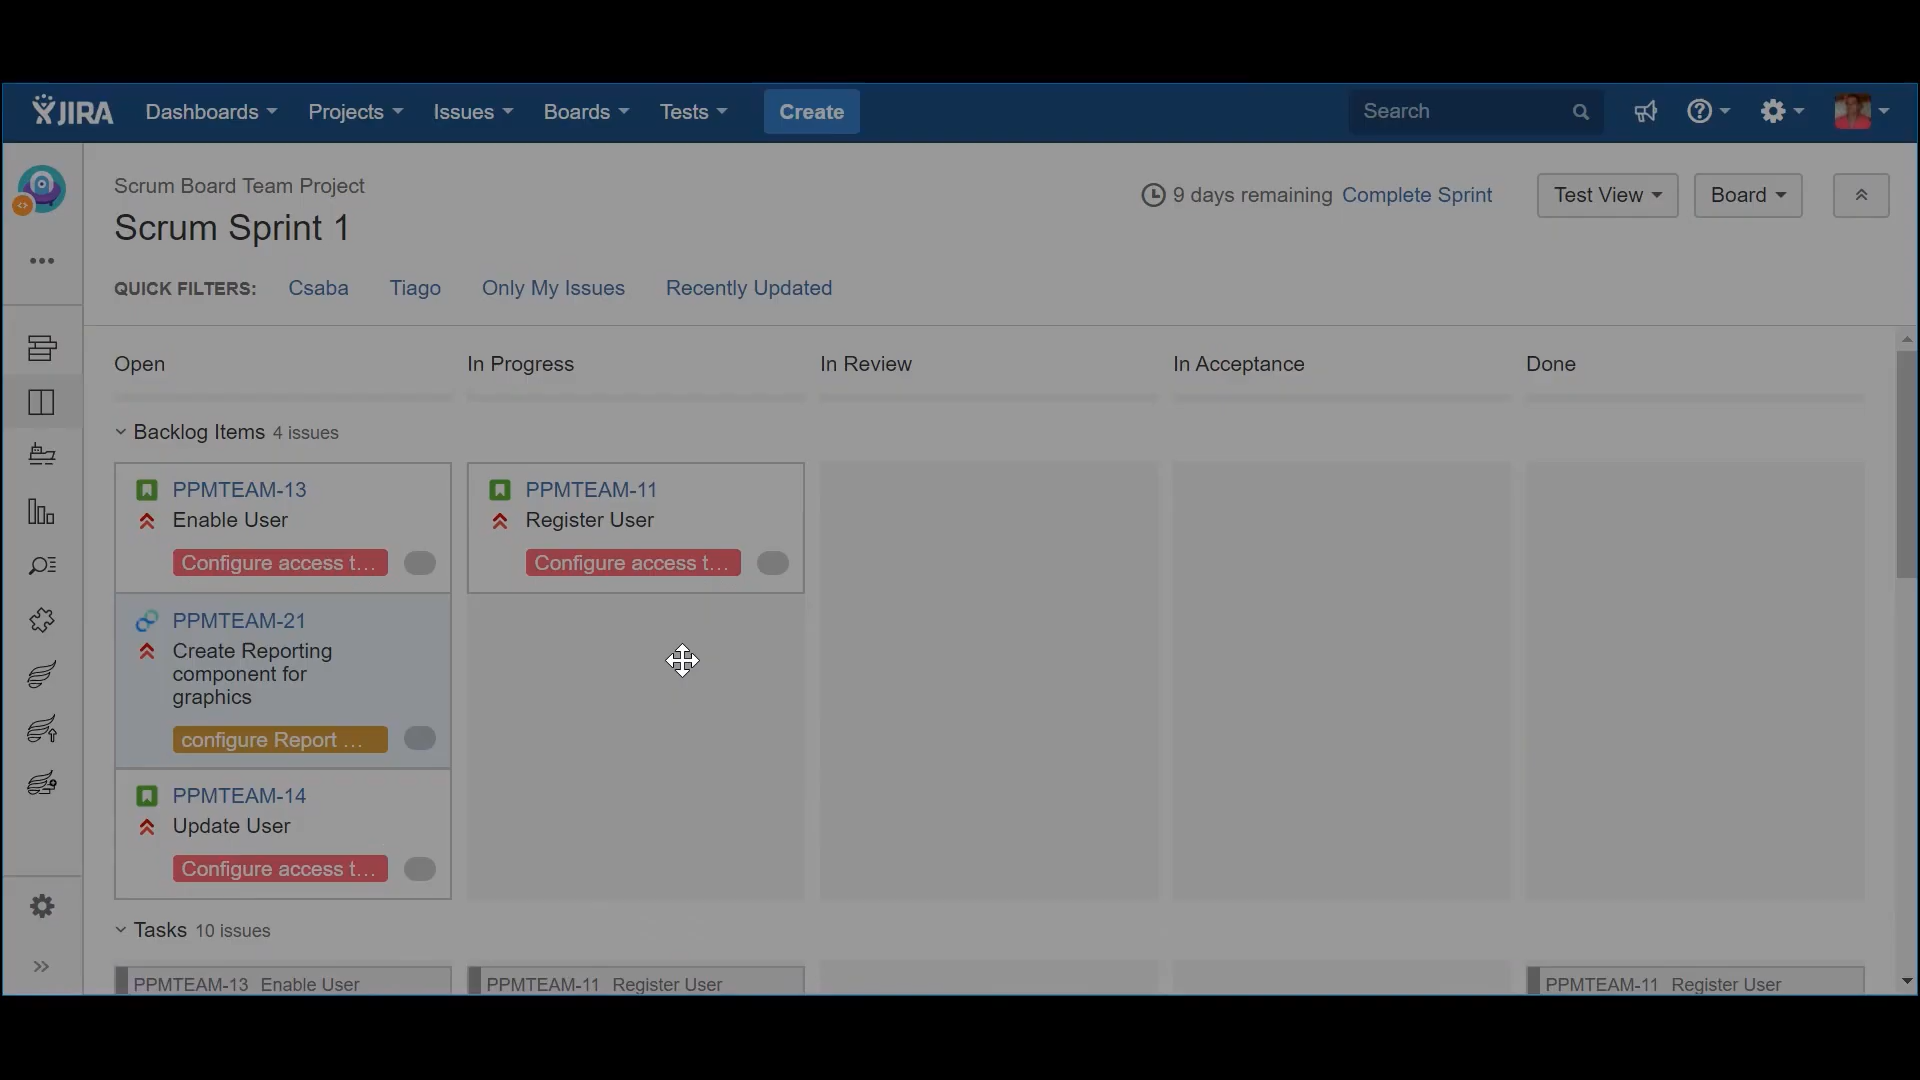 JIRA
Dashboards Projects Issues Boards Tests Create Search
Scrum Board Team Project
Scrum Sprint 1
9 days remaining Complete Sprint Test View Board
QUICK FILTERS: Csaba Tiago Only My Issues Recently Updated
Open In Progress In Review In Acceptance Done
Backlog Items 4 issues
PPMTEAM-13
Enable User
Configure access t...
PPMTEAM-11
Register User
Configure access t...
PPMTEAM-21
Create Reporting
component for
graphics
configure Report ...
PPMTEAM-14
Update User
Configure access t...
Tasks 10 issues
PPMTEAM-13 Enable User
PPMTEAM-11 Register User
PPMTEAM-11 Register User